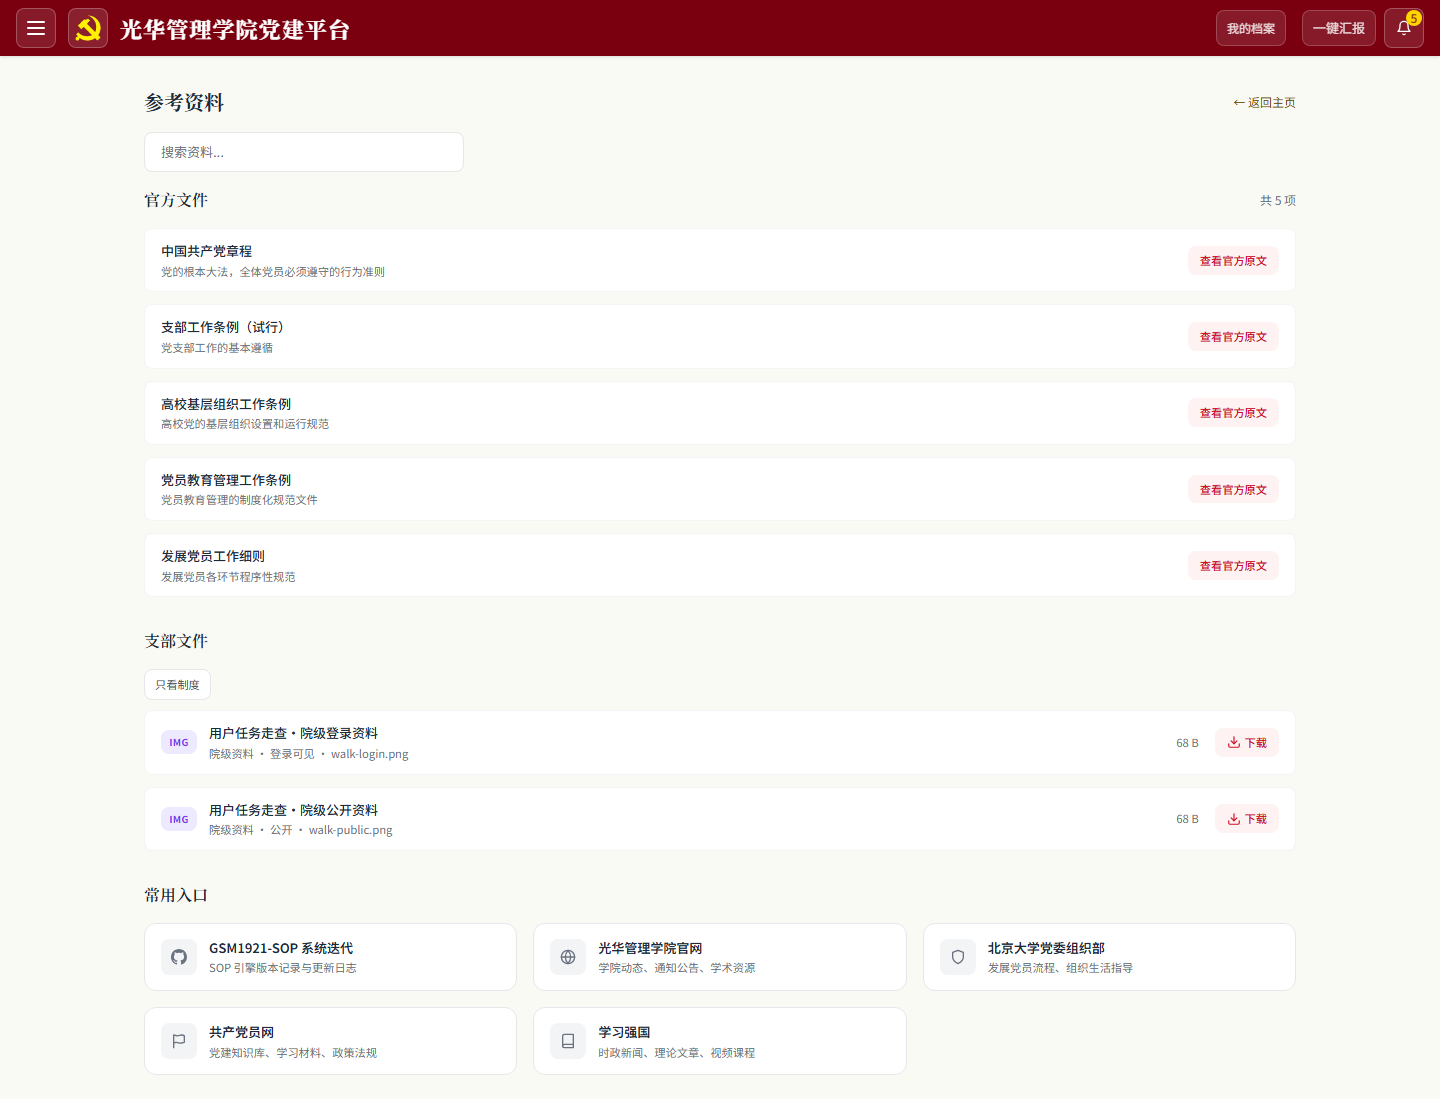 光华管理学院党建平台
我的档案
一键汇报
5
参考资料
← 返回主页
搜索资料...
官方文件
共 5 项
中国共产党章程
党的根本大法，全体党员必须遵守的行为准则
查看官方原文
支部工作条例（试行）
党支部工作的基本遵循
查看官方原文
高校基层组织工作条例
高校党的基层组织设置和运行规范
查看官方原文
党员教育管理工作条例
党员教育管理的制度化规范文件
查看官方原文
发展党员工作细则
发展党员各环节程序性规范
查看官方原文
支部文件
只看制度
IMG
用户任务走查·院级登录资料
院级资料 · 登录可见 · walk-login.png
68 B
下载
IMG
用户任务走查·院级公开资料
院级资料 · 公开 · walk-public.png
68 B
下载
常用入口
GSM1921-SOP 系统迭代
SOP 引擎版本记录与更新日志
光华管理学院官网
学院动态、通知公告、学术资源
北京大学党委组织部
发展党员流程、组织生活指导
共产党员网
党建知识库、学习材料、政策法规
学习强国
时政新闻、理论文章、视频课程